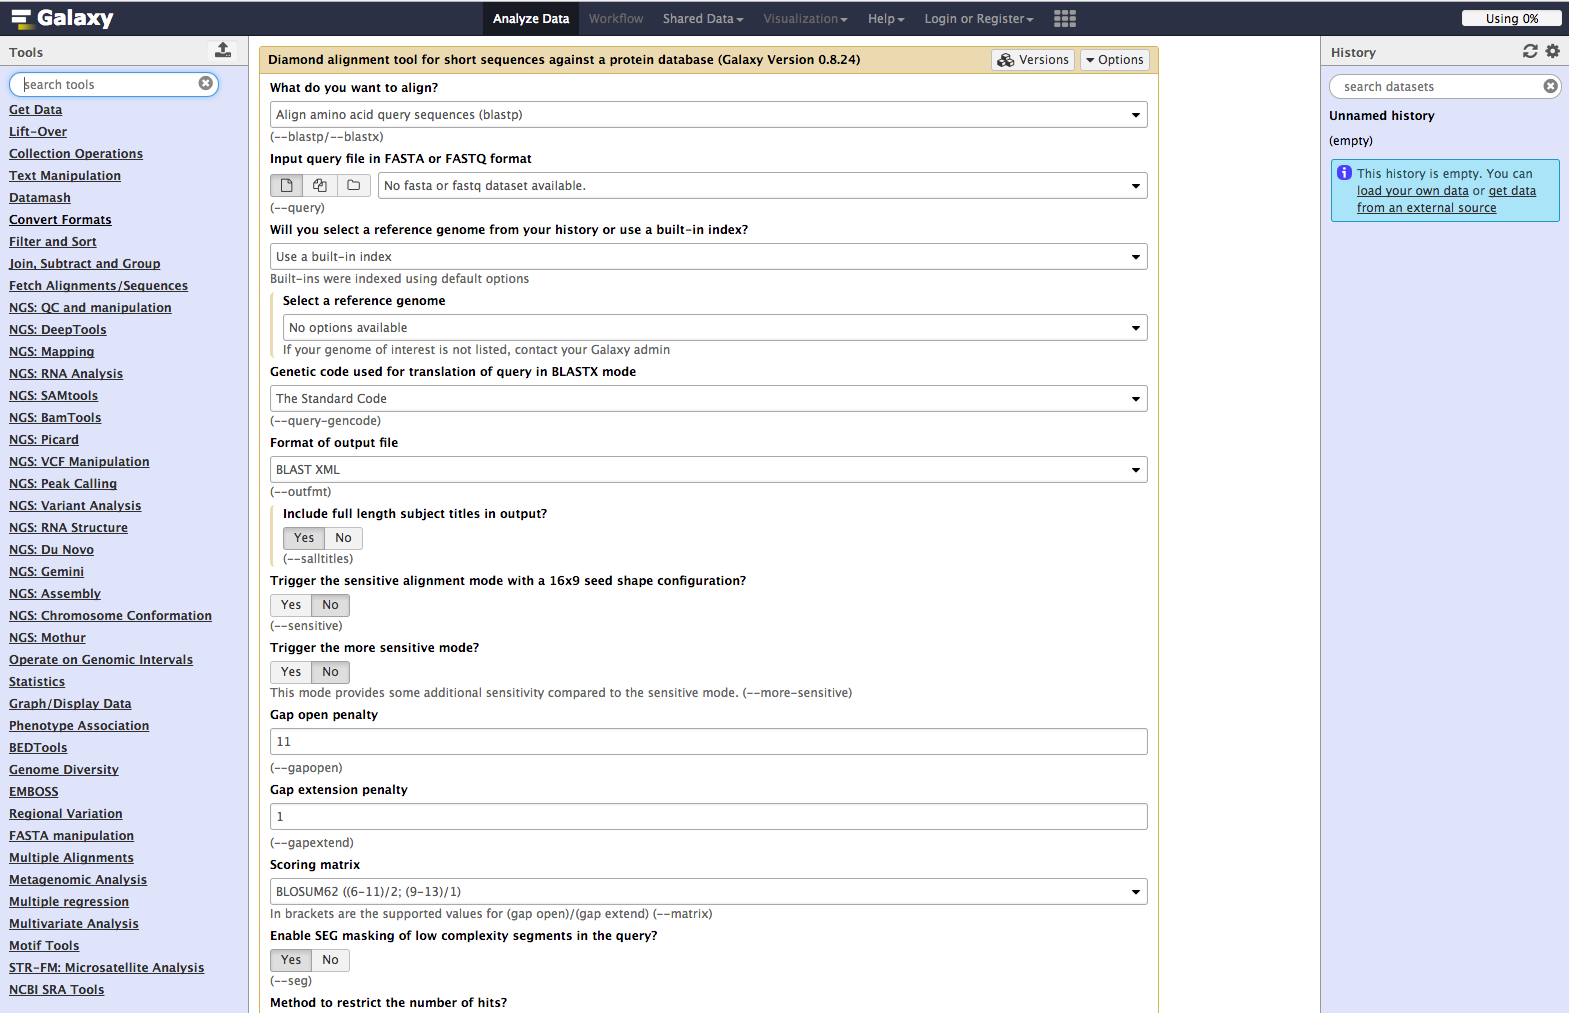 Galaxy
Analyze Data
Workflow
Shared Data
Visualization
Help
Login or Register
Using 0%
Tools
search tools
Get Data
Lift-Over
Collection Operations
Text Manipulation
Datamash
Convert Formats
Filter and Sort
Join, Subtract and Group
Fetch Alignments/Sequences
NGS: QC and manipulation
NGS: DeepTools
NGS: Mapping
NGS: RNA Analysis
NGS: SAMtools
NGS: BamTools
NGS: Picard
NGS: VCF Manipulation
NGS: Peak Calling
NGS: Variant Analysis
NGS: RNA Structure
NGS: Du Novo
NGS: Gemini
NGS: Assembly
NGS: Chromosome Conformation
NGS: Mothur
Operate on Genomic Intervals
Statistics
Graph/Display Data
Phenotype Association
BEDTools
Genome Diversity
EMBOSS
Regional Variation
FASTA manipulation
Multiple Alignments
Metagenomic Analysis
Multiple regression
Multivariate Analysis
Motif Tools
STR-FM: Microsatellite Analysis
NCBI SRA Tools
Diamond alignment tool for short sequences against a protein database (Galaxy Version 0.8.24)
Versions
Options
What do you want to align?
Align amino acid query sequences (blastp)
(--blastp/--blastx)
Input query file in FASTA or FASTQ format
No fasta or fastq dataset available.
(--query)
Will you select a reference genome from your history or use a built-in index?
Use a built-in index
Built-ins were indexed using default options
Select a reference genome
No options available
If your genome of interest is not listed, contact your Galaxy admin
Genetic code used for translation of query in BLASTX mode
The Standard Code
(--query-gencode)
Format of output file
BLAST XML
(--outfmt)
Include full length subject titles in output?
Yes No
(--salltitles)
Trigger the sensitive alignment mode with a 16x9 seed shape configuration?
Yes No
(--sensitive)
Trigger the more sensitive mode?
Yes No
This mode provides some additional sensitivity compared to the sensitive mode. (--more-sensitive)
Gap open penalty
11
(--gapopen)
Gap extension penalty
1
(--gapextend)
Scoring matrix
BLOSUM62 ((6-11)/2; (9-13)/1)
In brackets are the supported values for (gap open)/(gap extend) (--matrix)
Enable SEG masking of low complexity segments in the query?
Yes No
(--seg)
Method to restrict the number of hits?
History
search datasets
Unnamed history
(empty)
This history is empty. You can
load your own data or get data
from an external source